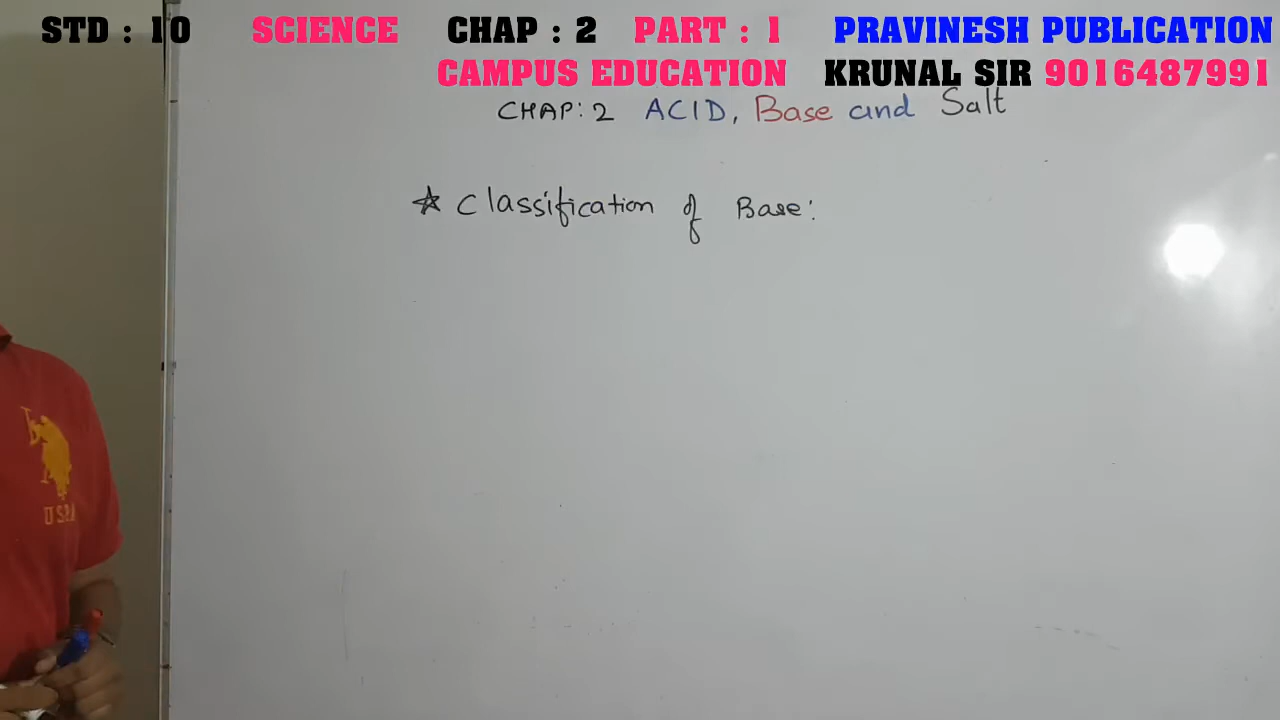 STD : 10 SCIENCE CHAP : 2 PART : 1 PRAVINESH PUBLICATION
CAMPUS EDUCATION KRUNAL SIR 9016487991
CHAP: 2 ACID, Base and Salt
☆ Classification of Base: